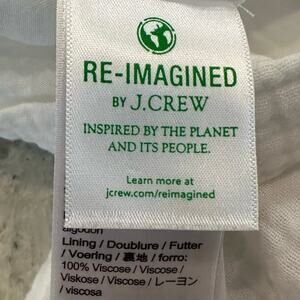 RE-IMAGINED
BY J.CREW
INSPIRED BY THE PLANET
AND ITS PEOPLE.
Learn more at
jcrew.com/reimagined
algodón
Lining / Doublure / Futter
/ Voering / 裏地 / forro:
100% Viscose / Viscose /
Viskose / Viscose / レーヨン
/ viscosa